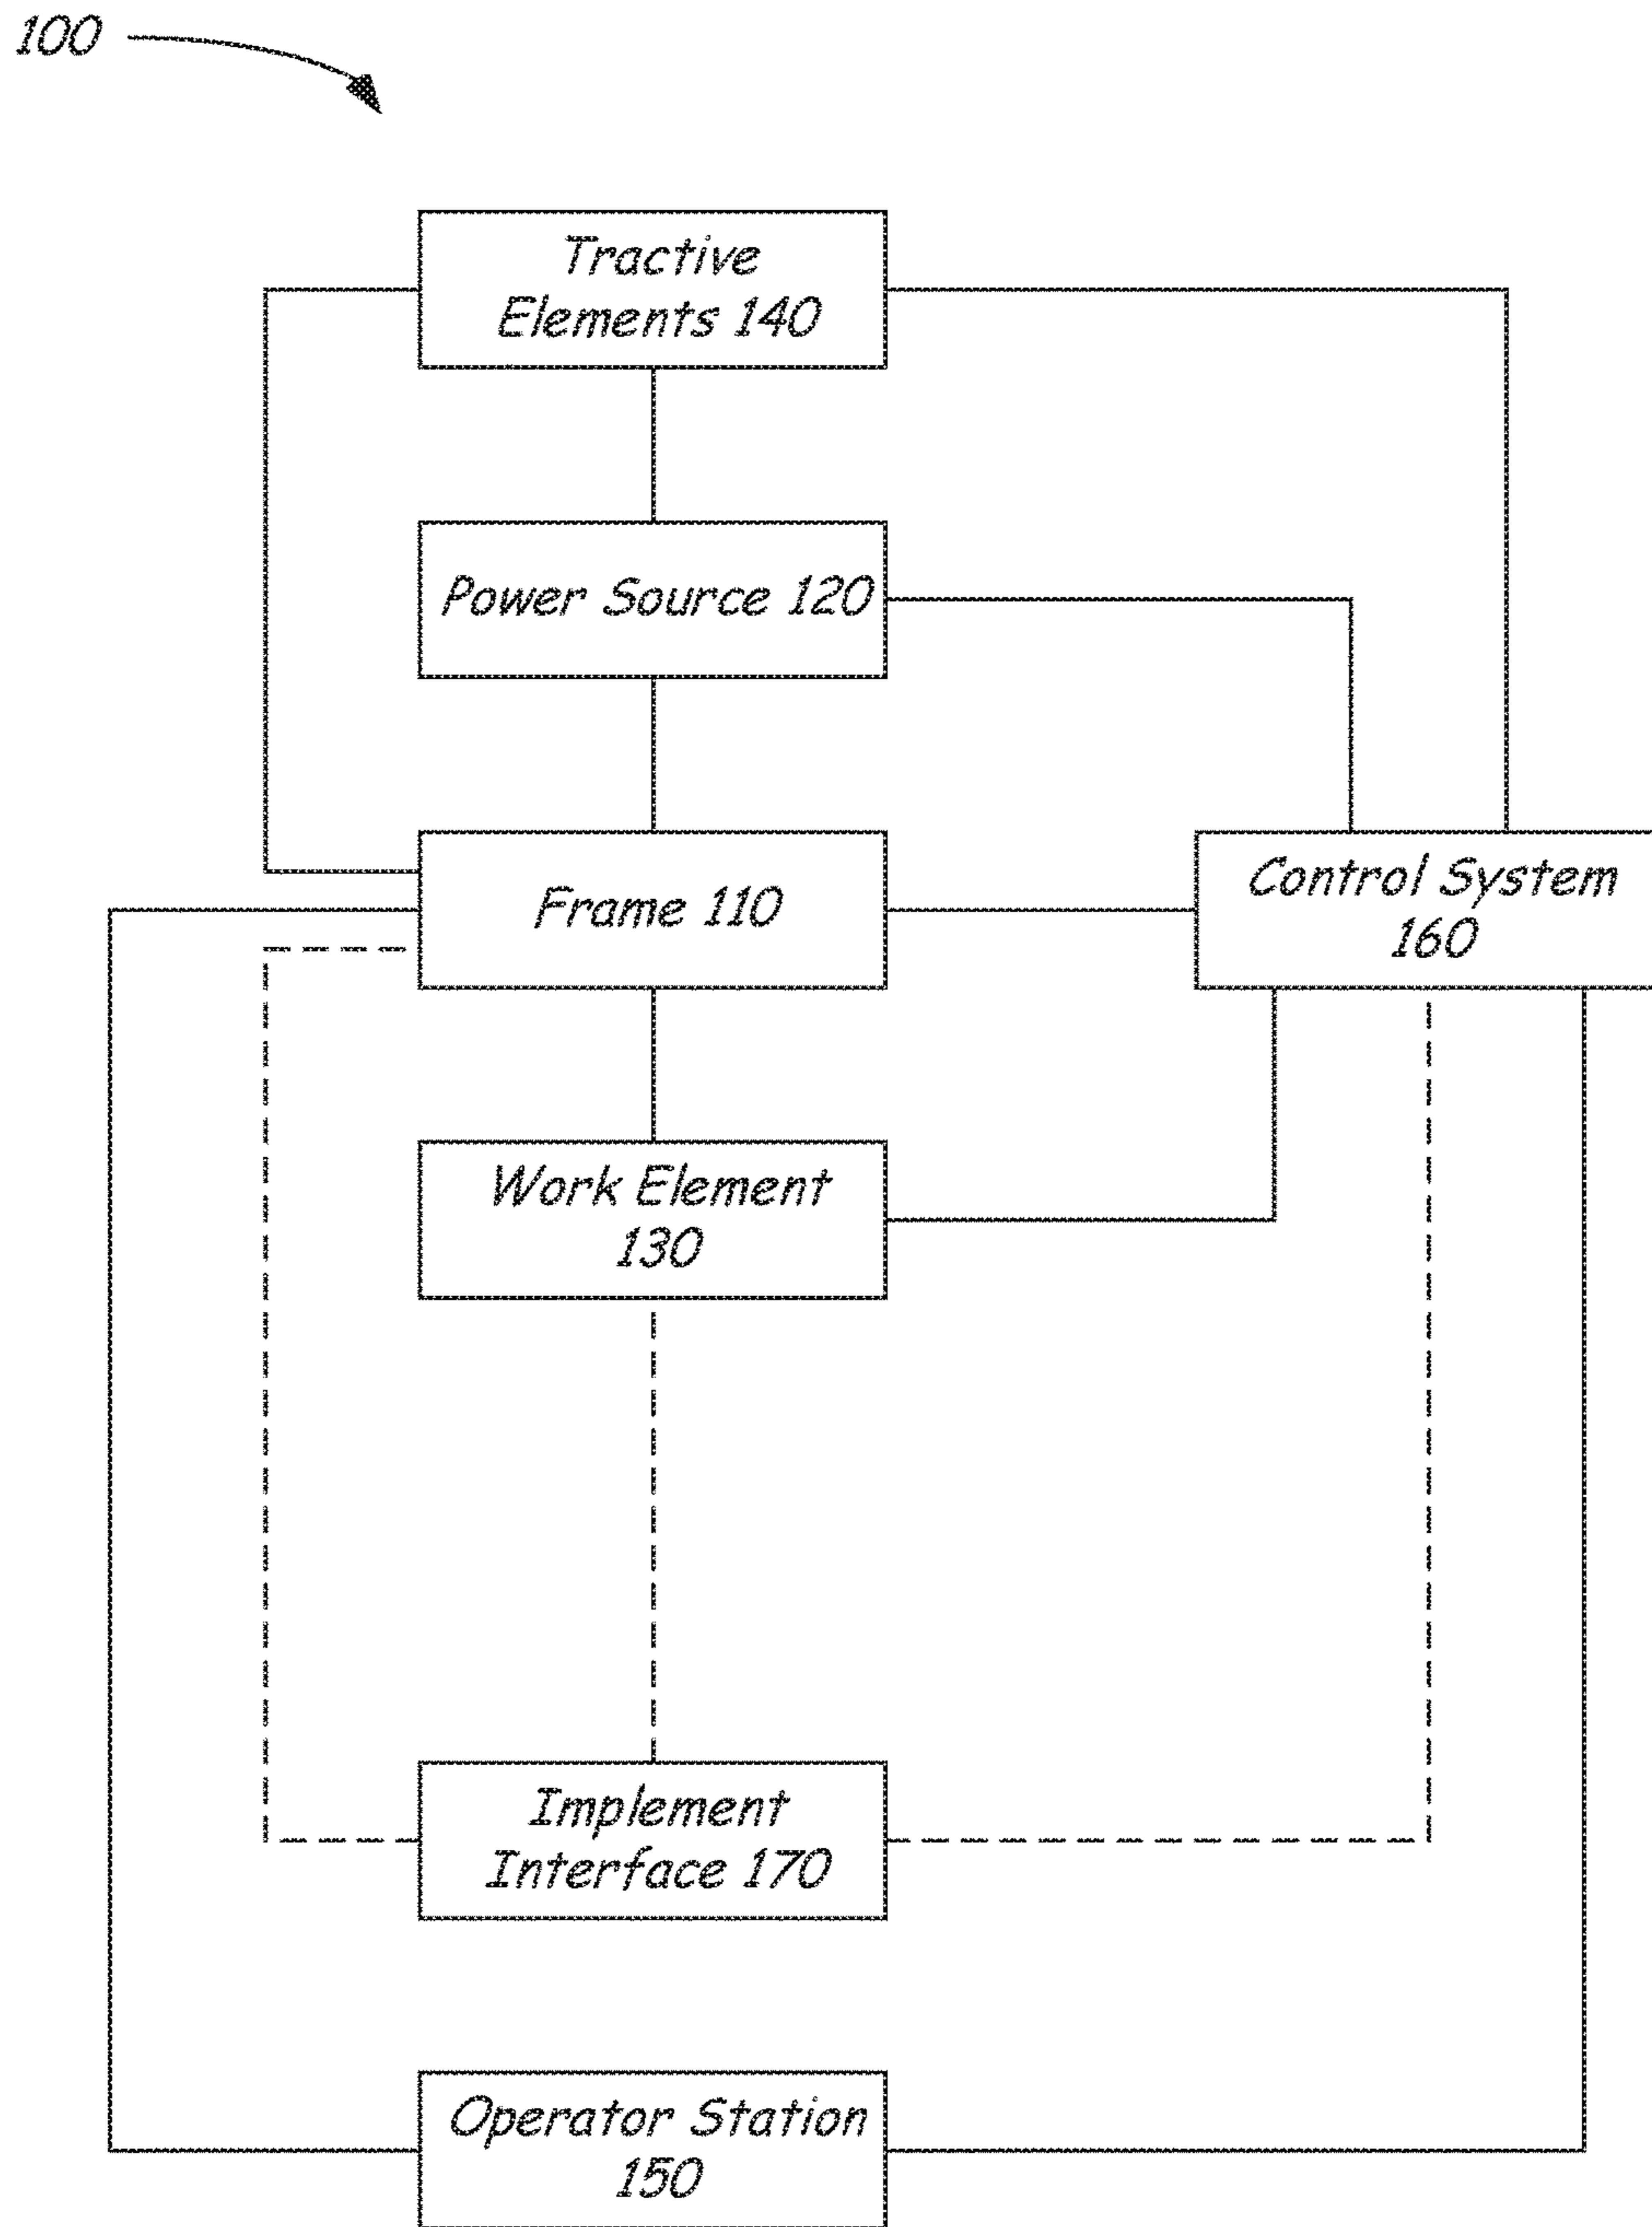 100
Tractive
Elements 140
Power Source 120
Frame 110
Control System
160
Work Element
130
Implement
Interface 170
Operator Station
150